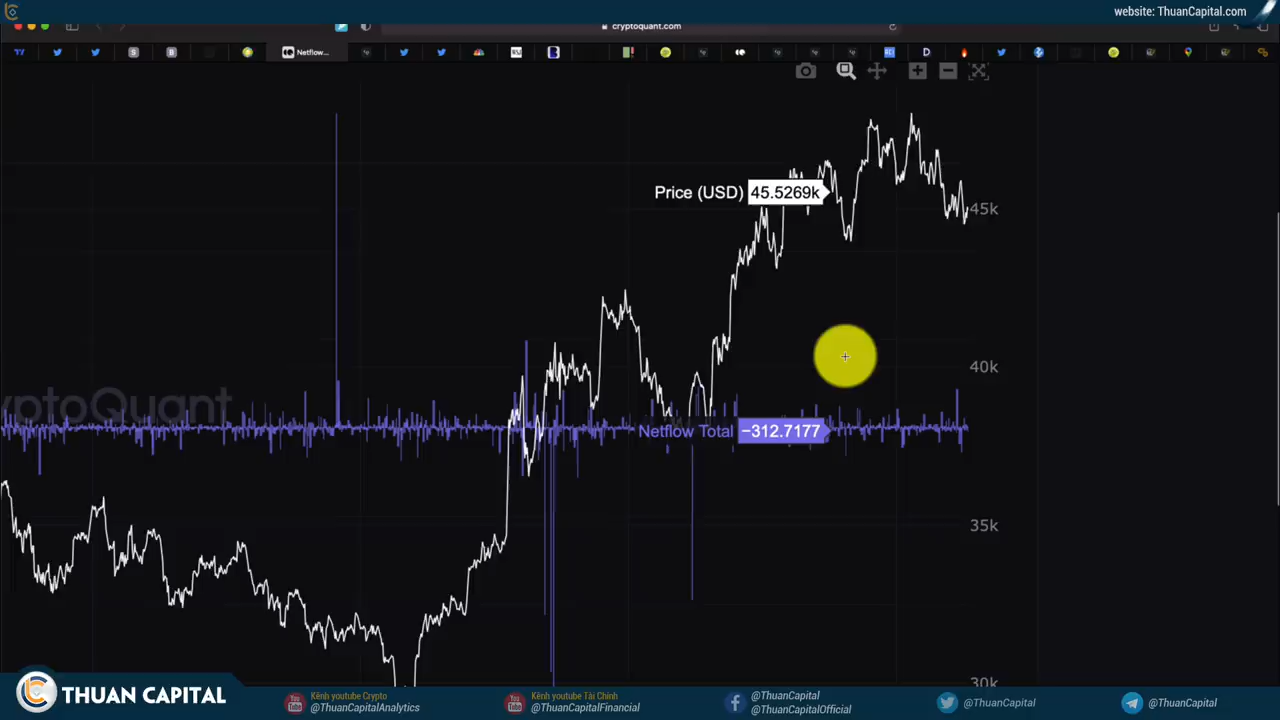 website: ThuanCapital.com
cryptoquant.com
Netflow...
Price (USD) 45.5269k
45k
40k
yptoQuant
Netflow Total −312.7177
35k
30k
THUAN CAPITAL
Kênh youtube Crypto
@ThuanCapitalAnalytics
Kênh youtube Tài Chính
@ThuanCapitalFinancial
@ThuanCapital
@ThuanCapitalOfficial
@ThuanCapital
@ThuanCapital